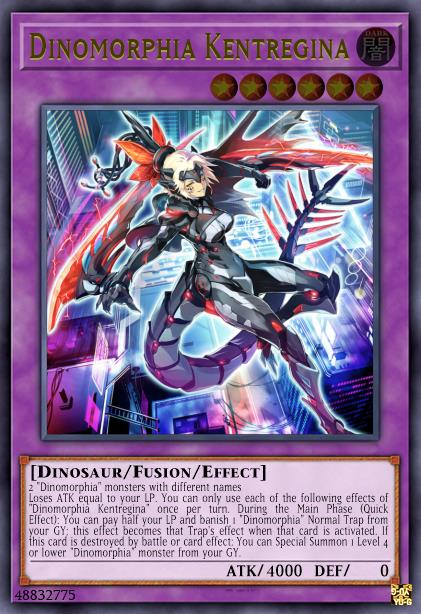 DINOMORPHIA KENTREGINA
DARK
闇
[DINOSAUR/FUSION/EFFECT]
2 "Dinomorphia" monsters with different names
Loses ATK equal to your LP. You can only use each of the following effects of
"Dinomorphia Kentregina" once per turn. During the Main Phase (Quick
Effect): You can pay half your LP and banish 1 "Dinomorphia" Normal Trap from
your GY; this effect becomes that Trap's effect when that card is activated. If
this card is destroyed by battle or card effect: You can Special Summon 1 Level 4
or lower "Dinomorphia" monster from your GY.
ATK/4000 DEF/ 0
48832775